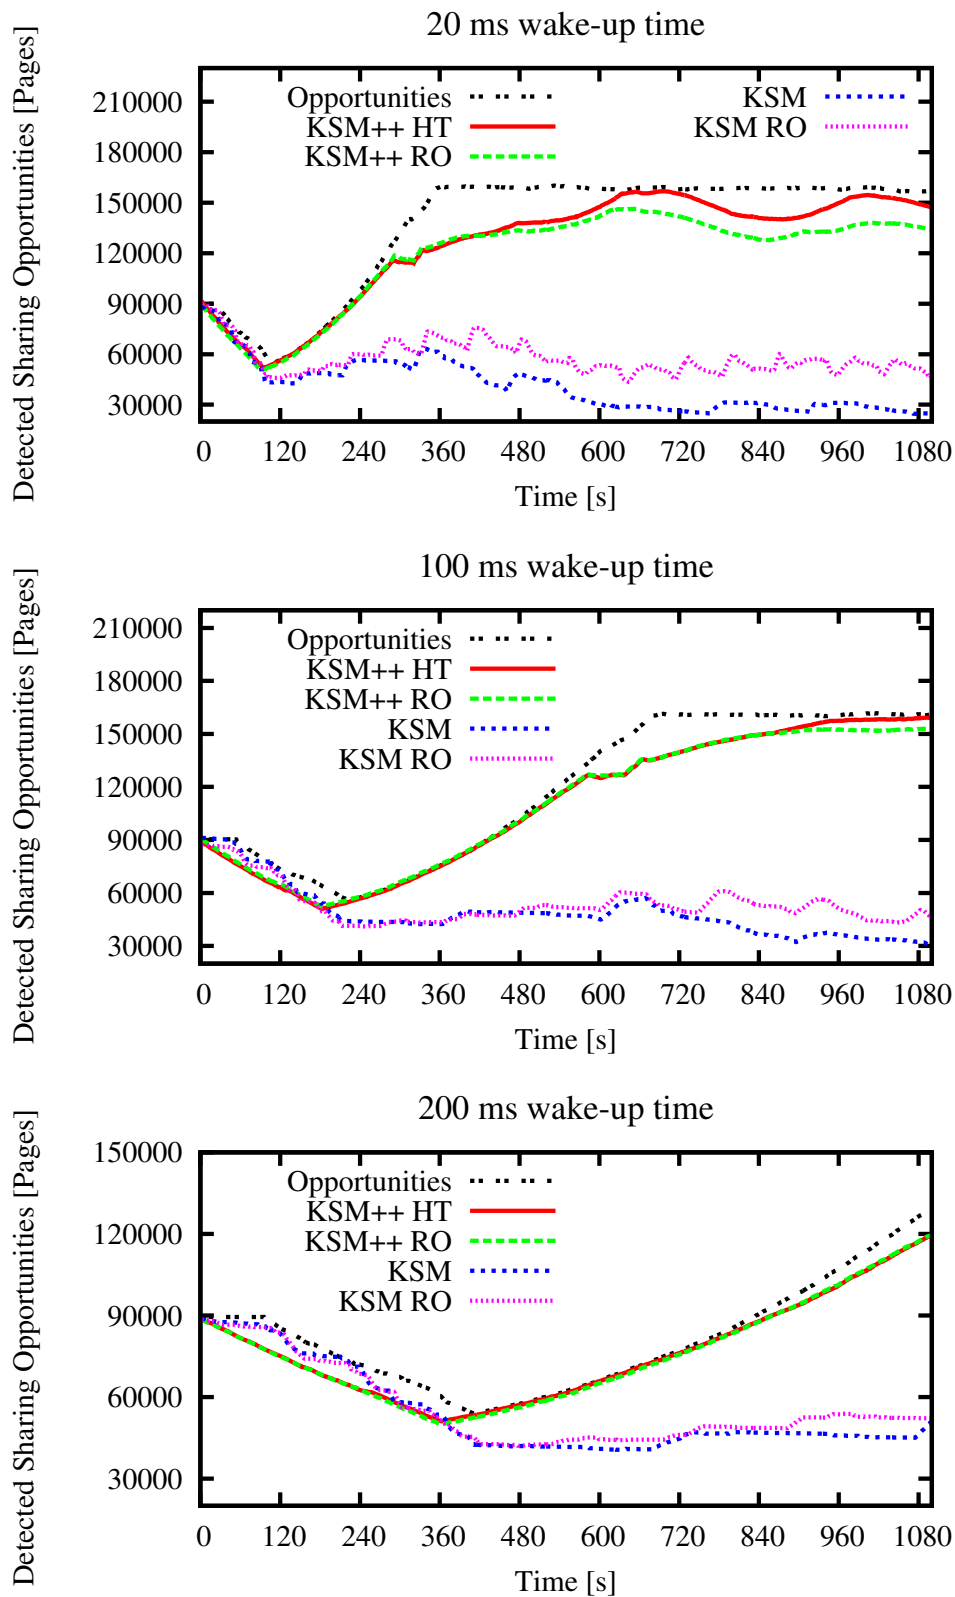 20 ms wake-up time
Detected Sharing Opportunities [Pages]
210000
180000
150000
120000
90000
60000
30000
Opportunities
KSM++ HT
KSM++ RO
KSM
KSM RO
0 120 240 360 480 600 720 840 960 1080
Time [s]
100 ms wake-up time
Detected Sharing Opportunities [Pages]
210000
180000
150000
120000
90000
60000
30000
Opportunities
KSM++ HT
KSM++ RO
KSM
KSM RO
0 120 240 360 480 600 720 840 960 1080
Time [s]
200 ms wake-up time
Detected Sharing Opportunities [Pages]
150000
120000
90000
60000
30000
Opportunities
KSM++ HT
KSM++ RO
KSM
KSM RO
0 120 240 360 480 600 720 840 960 1080
Time [s]